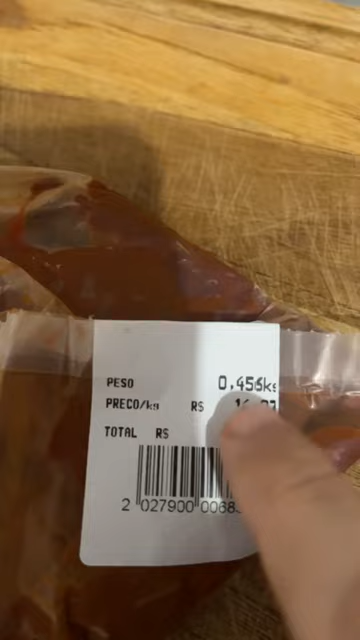 PESO 0,456kg
PRECO/kg R$
TOTAL R$
2 027900 0068